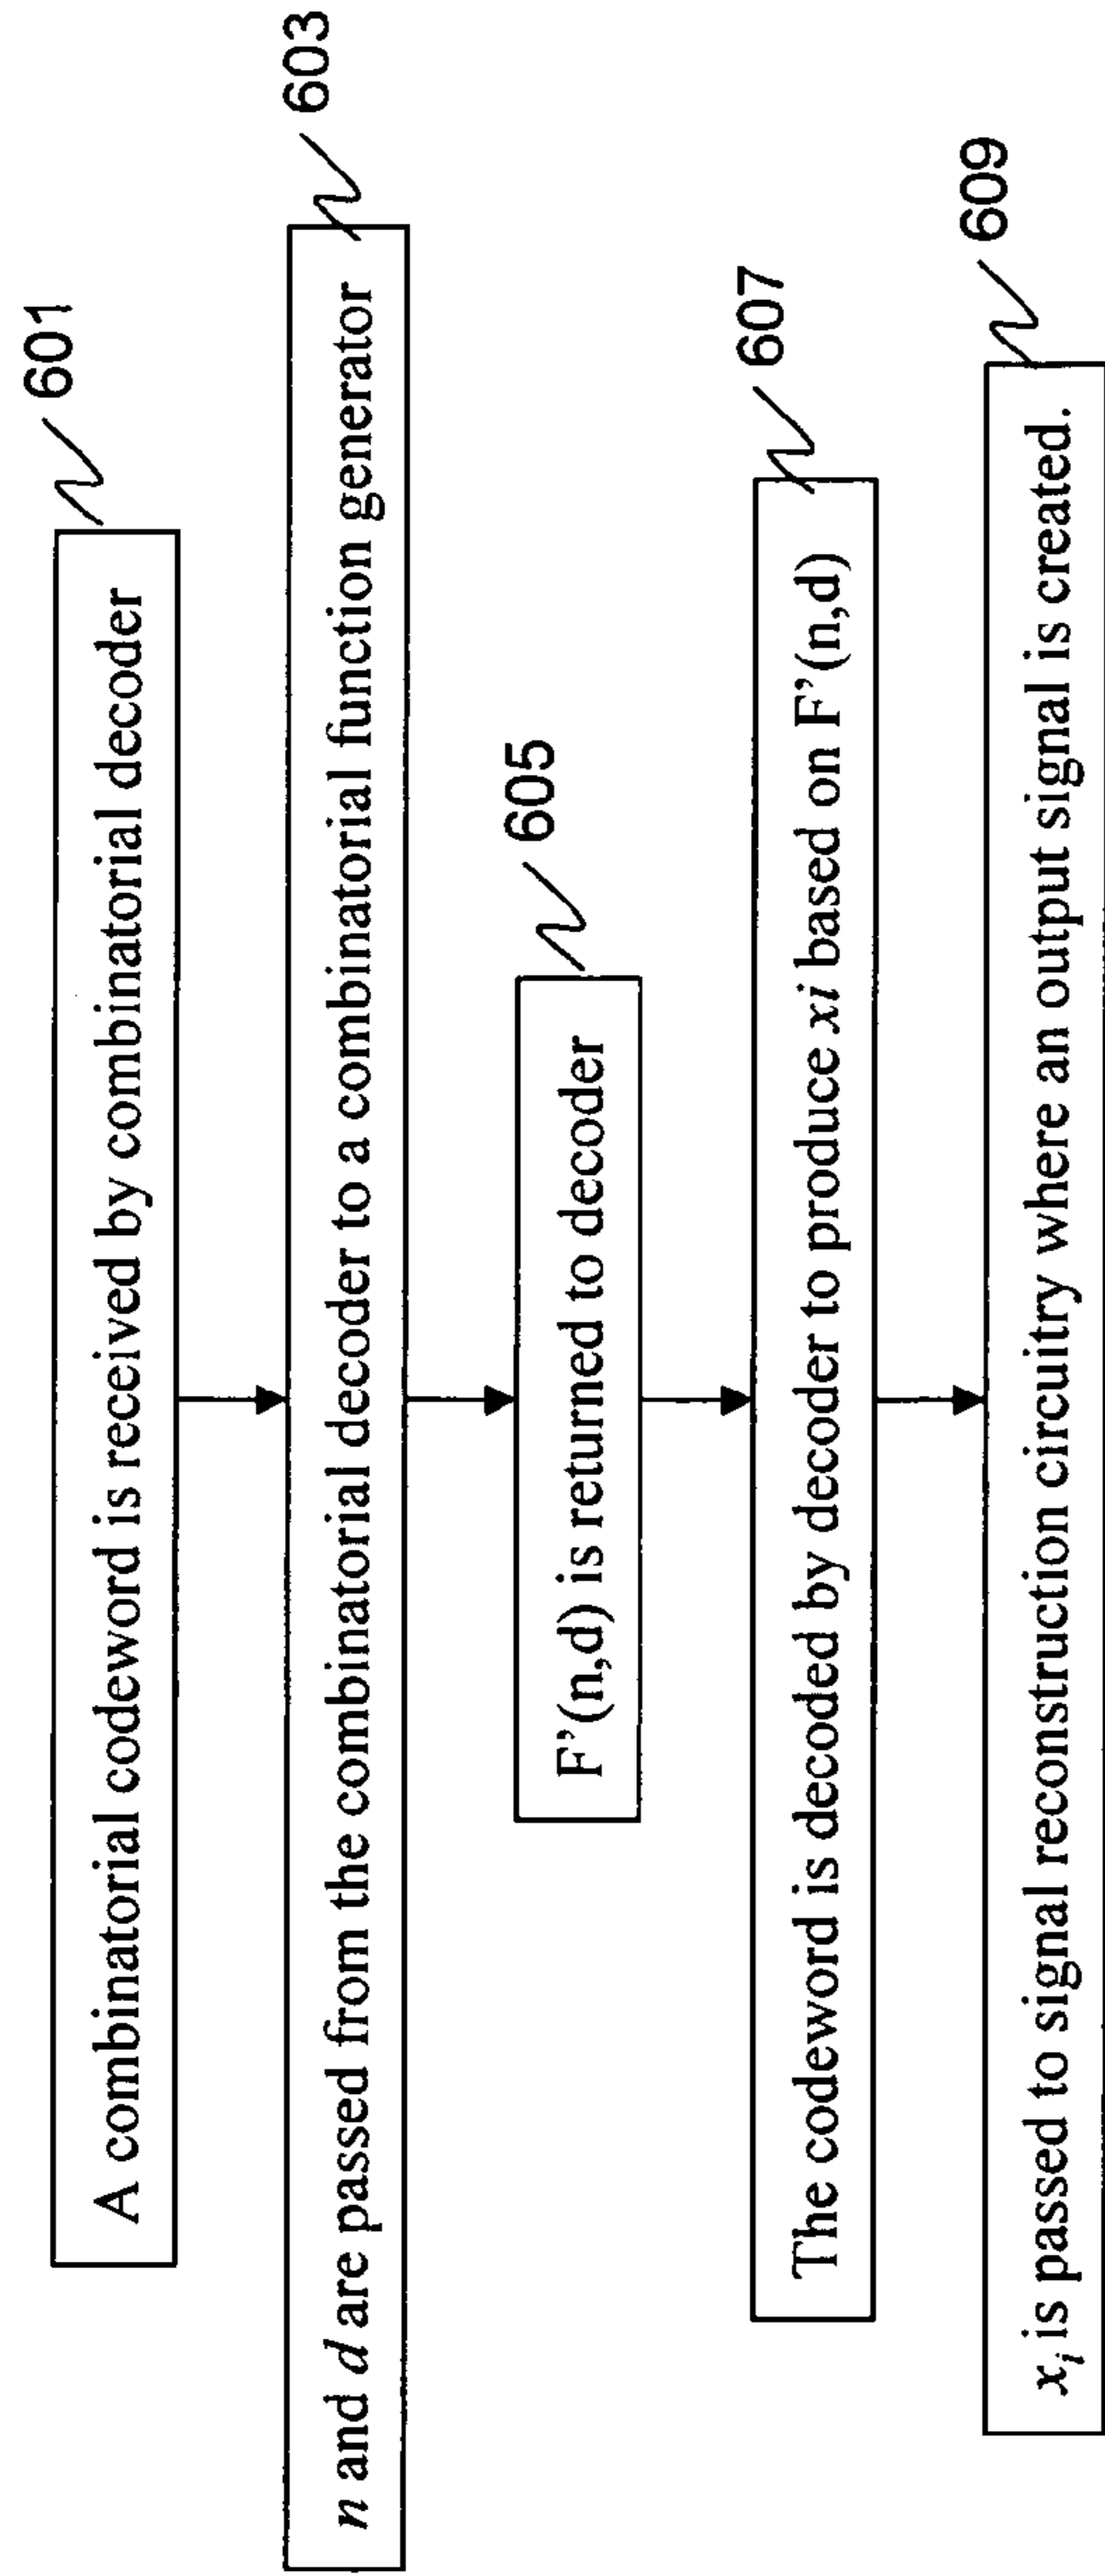 601
A combinatorial codeword is received by combinatorial decoder
603
n and d are passed from the combinatorial decoder to a combinatorial function generator
605
F'(n,d) is returned to decoder
607
The codeword is decoded by decoder to produce xi based on F'(n,d)
609
xi is passed to signal reconstruction circuitry where an output signal is created.